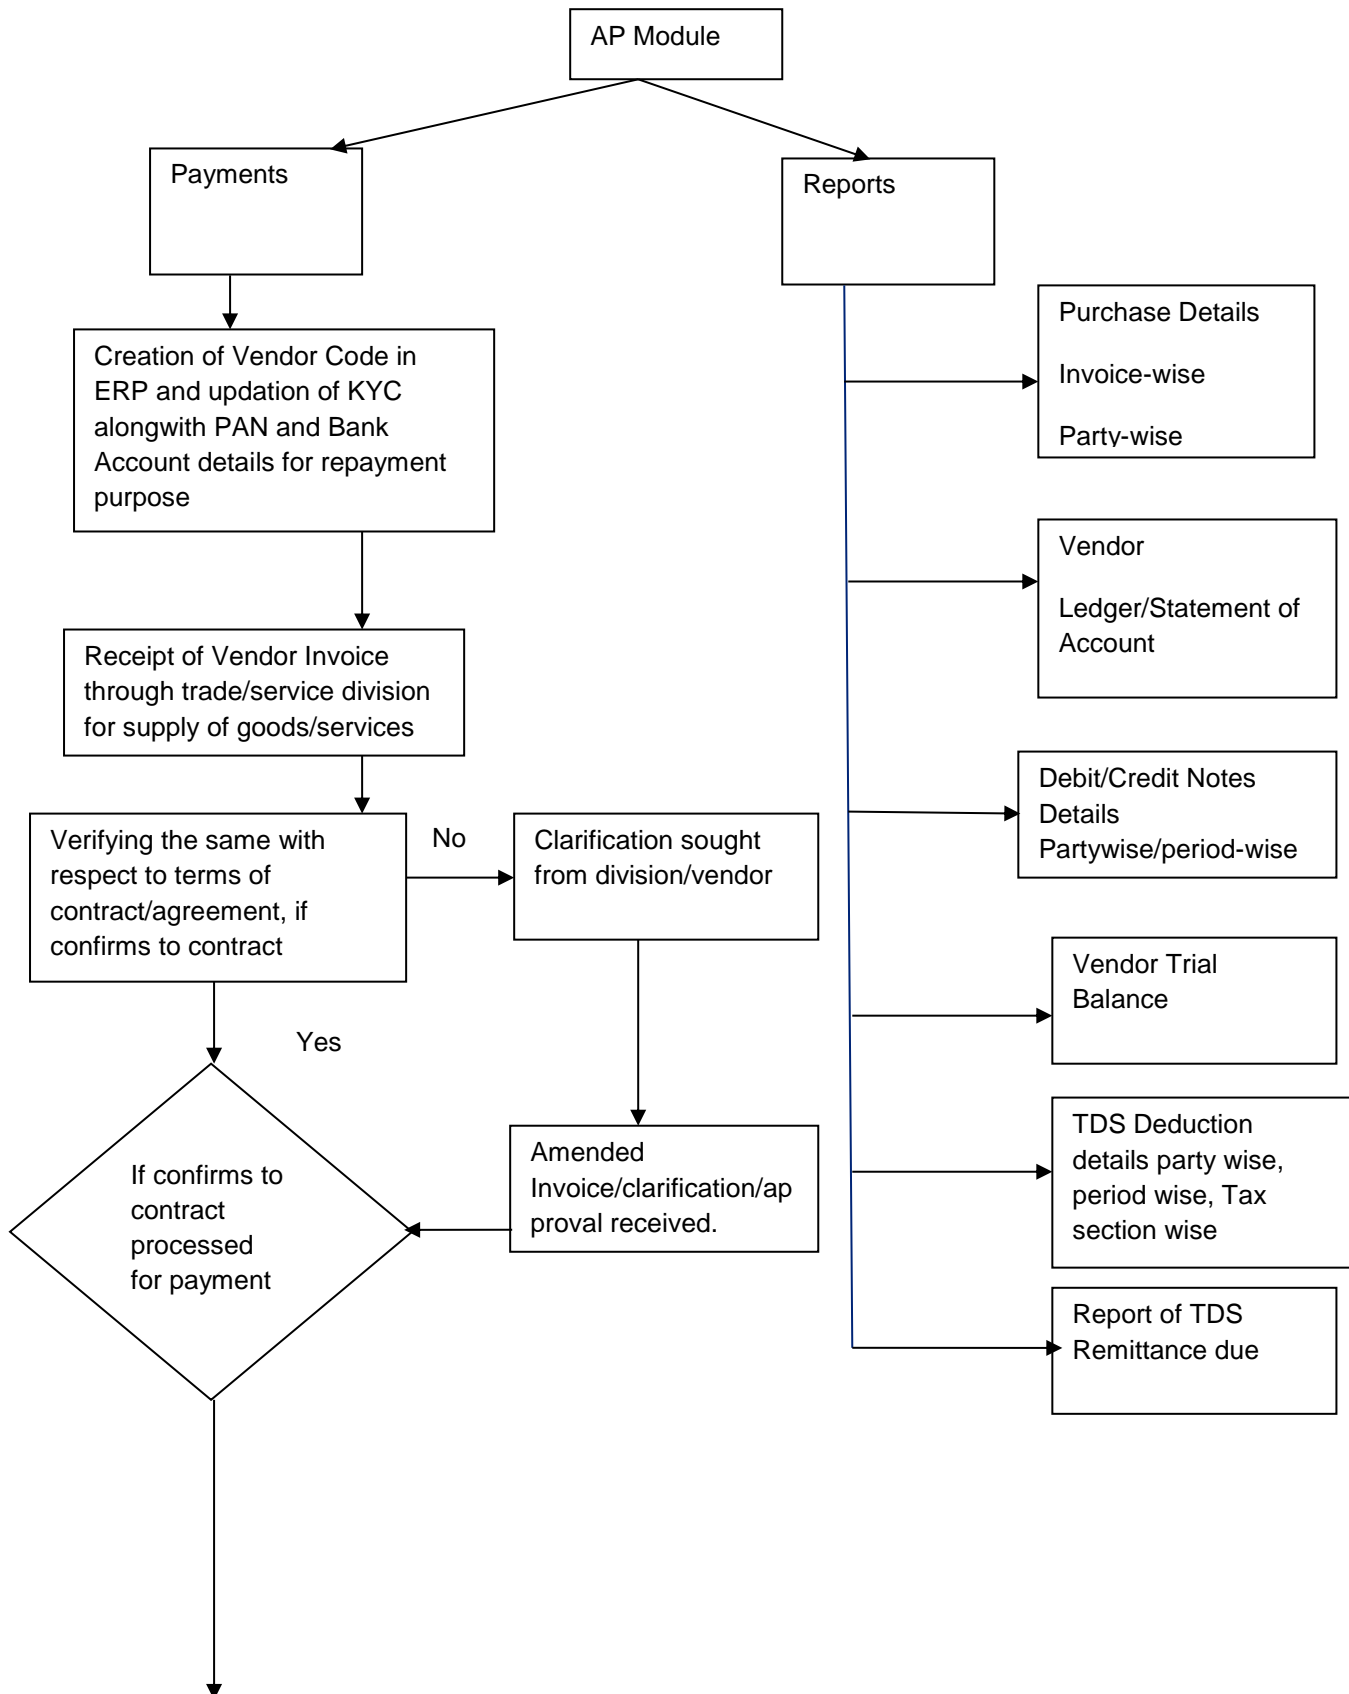 AP Module
Payments
Reports
Creation of Vendor Code in
ERP and updation of KYC
alongwith PAN and Bank
Account details for repayment
purpose
Receipt of Vendor Invoice
through trade/service division
for supply of goods/services
Verifying the same with
respect to terms of
contract/agreement, if
confirms to contract
No
Clarification sought
from division/vendor
Yes
If confirms to
contract
processed
for payment
Amended
Invoice/clarification/ap
proval received.
Purchase Details
Invoice-wise
Party-wise
Vendor
Ledger/Statement of
Account
Debit/Credit Notes
Details
Partywise/period-wise
Vendor Trial
Balance
TDS Deduction
details party wise,
period wise, Tax
section wise
Report of TDS
Remittance due